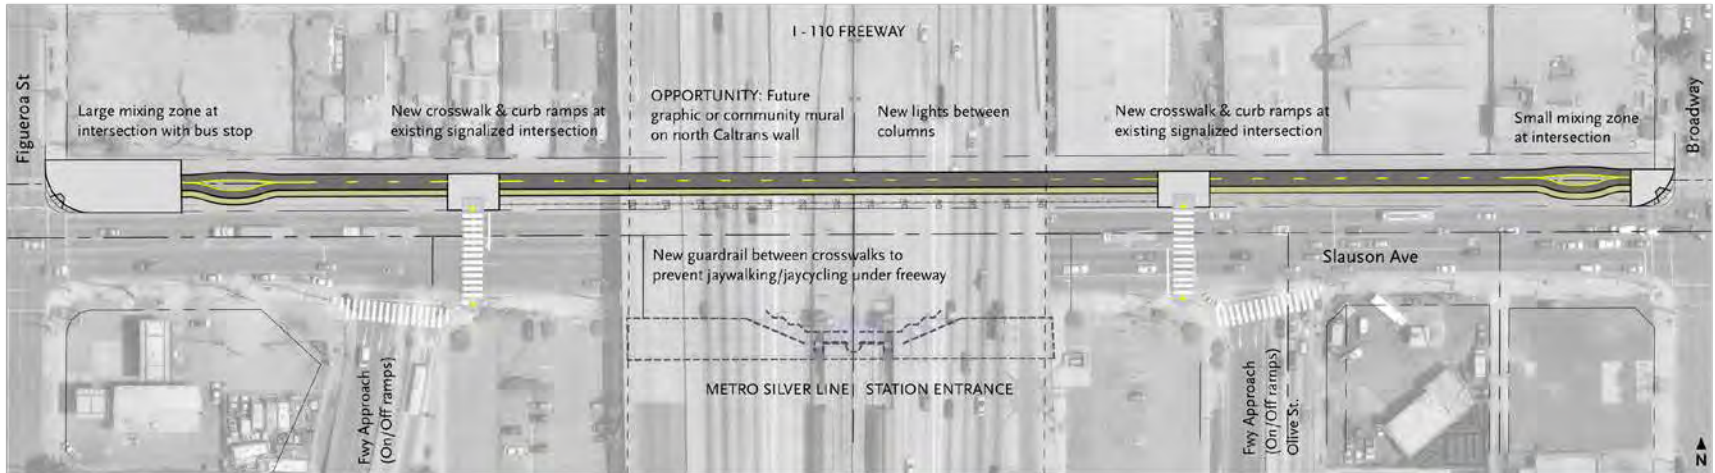 I - 110 FREEWAY
Figueroa St
Large mixing zone at
intersection with bus stop
New crosswalk & curb ramps at
existing signalized intersection
OPPORTUNITY: Future
graphic or community mural
on north Caltrans wall
New lights between
columns
New crosswalk & curb ramps at
existing signalized intersection
Small mixing zone
at intersection
Broadway
New guardrail between crosswalks to
prevent jaywalking/jaycycling under freeway
Slauson Ave
METRO SILVER LINE STATION ENTRANCE
Fwy Approach
(On/Off ramps)
Fwy Approach
(On/Off ramps)
Olive St.
N